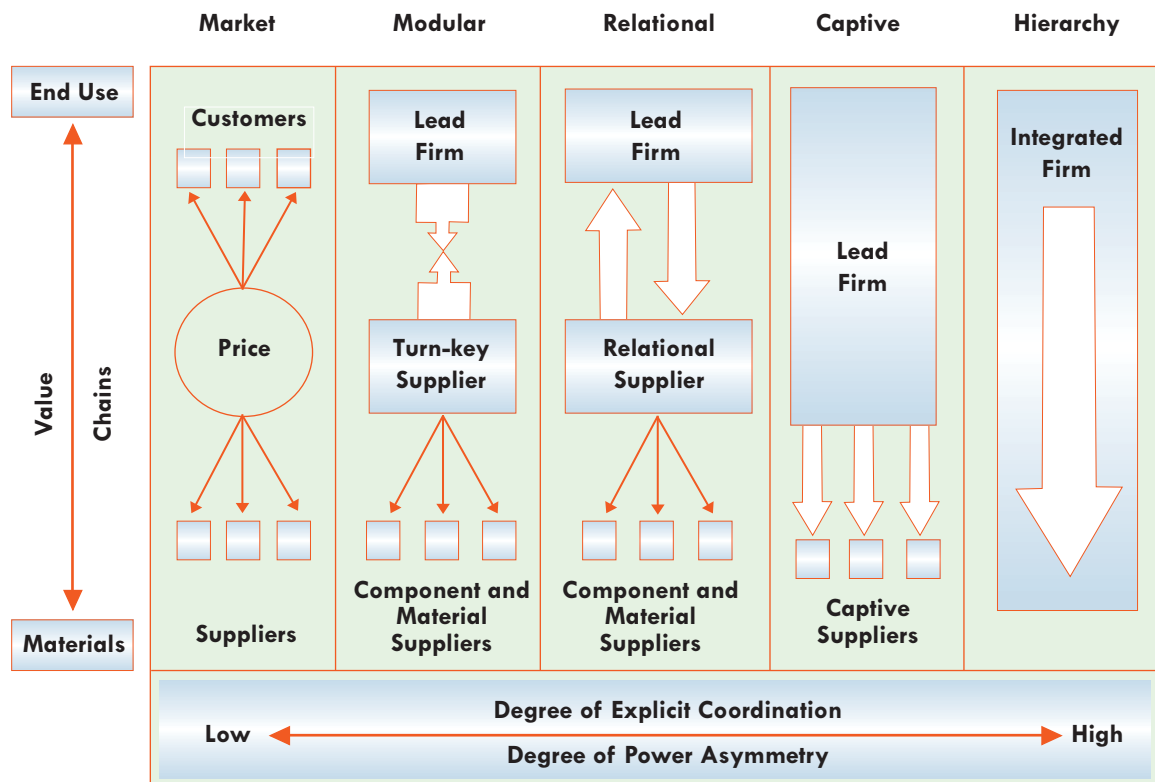 Market
Modular
Relational
Captive
Hierarchy
End Use
Value
Chains
Materials
Customers
Price
Suppliers
Lead
Firm
Turn-key
Supplier
Component and
Material
Suppliers
Lead
Firm
Relational
Supplier
Component and
Material
Suppliers
Lead
Firm
Captive
Suppliers
Integrated
Firm
Degree of Explicit Coordination
Low
High
Degree of Power Asymmetry